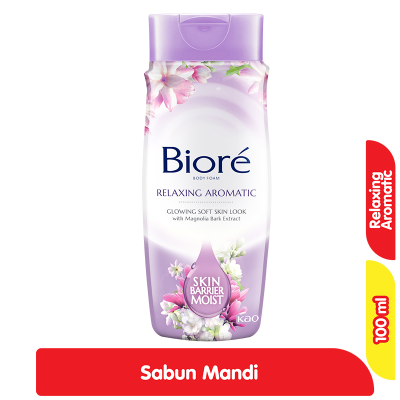 Bioré
BODY FOAM
RELAXING AROMATIC
GLOWING SOFT SKIN LOOK
with Magnolia Bark Extract
SKIN
BARRIER
MOIST
Kao
Relaxing
Aromatic
100 ml
Sabun Mandi